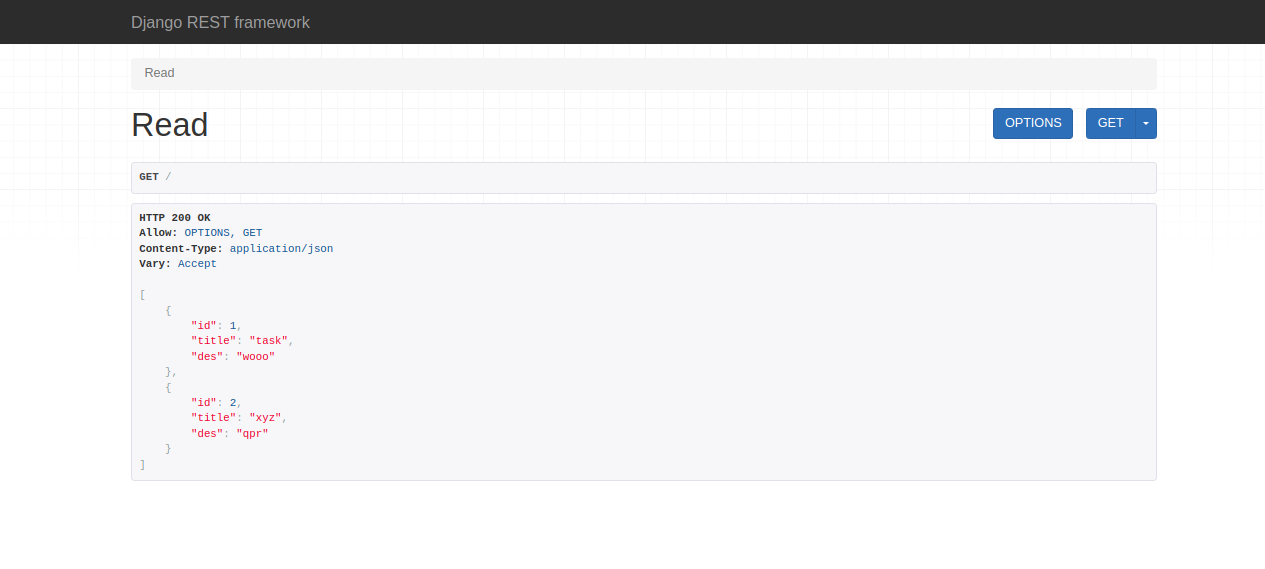 Django REST framework
Read
Read
OPTIONS
GET
GET /
HTTP 200 OK
Allow: OPTIONS, GET
Content-Type: application/json
Vary: Accept
[
    {
        "id": 1,
        "title": "task",
        "des": "wooo"
    },
    {
        "id": 2,
        "title": "xyz",
        "des": "qpr"
    }
]